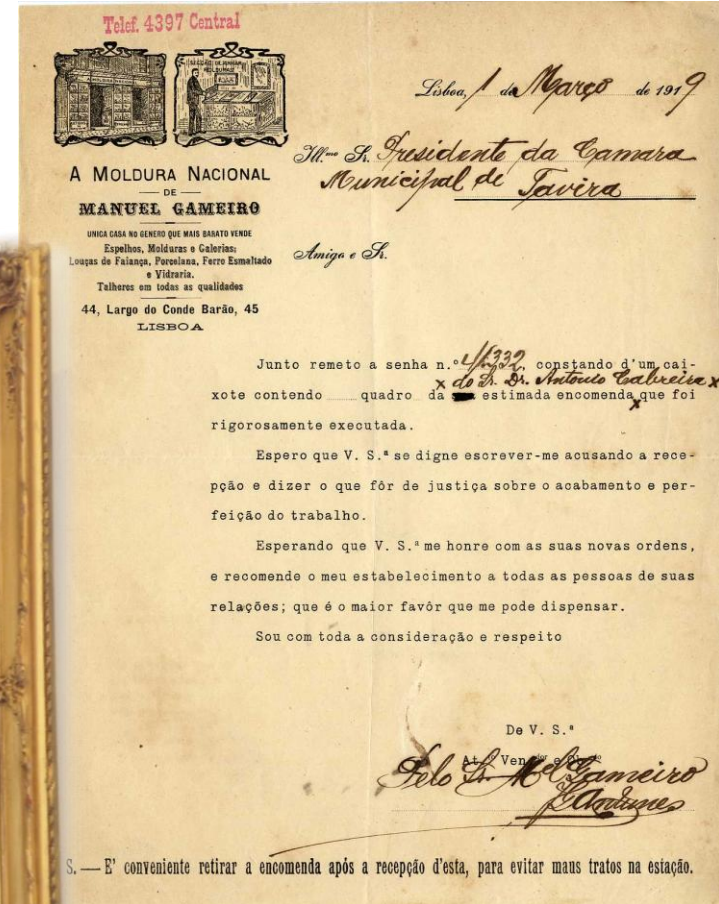 Telef. 4397 Central
A MOLDURA NACIONAL
— DE —
MANUEL GAMEIRO
UNICA CASA NO GENERO QUE MAIS BARATO VENDE
Espelhos, Molduras e Galerias;
Louças de Faiança, Porcelana, Ferro Esmaltado
e Vidraria.
Talheres em todas as qualidades
44, Largo do Conde Barão, 45
LISBOA
Lisboa, 1 de Março de 1919
Ill.mo Sr. Presidente da Camara
Municipal de Tavira
Amigo e Sr.
Junto remeto a senha n.º 4/6332, constando d'um cai-
x do Sr. Dr. Antonio Cabreira x
xote contendo quadro da estimada encomenda x que foi
rigorosamente executada.
Espero que V. S.ª se digne escrever-me acusando a rece-
pção e dizer o que fôr de justiça sobre o acabamento e per-
feição do trabalho.
Esperando que V. S.ª me honre com as suas novas ordens,
e recomende o meu estabelecimento a todas as pessoas de suas
relações; que é o maior favôr que me pode dispensar.
Sou com toda a consideração e respeito
De V. S.ª
At.º Ven.dor e
Pelo Sr. Mel Gameiro
Antunes
S. — E' conveniente retirar a encomenda após a recepção d'esta, para evitar maus tratos na estação.